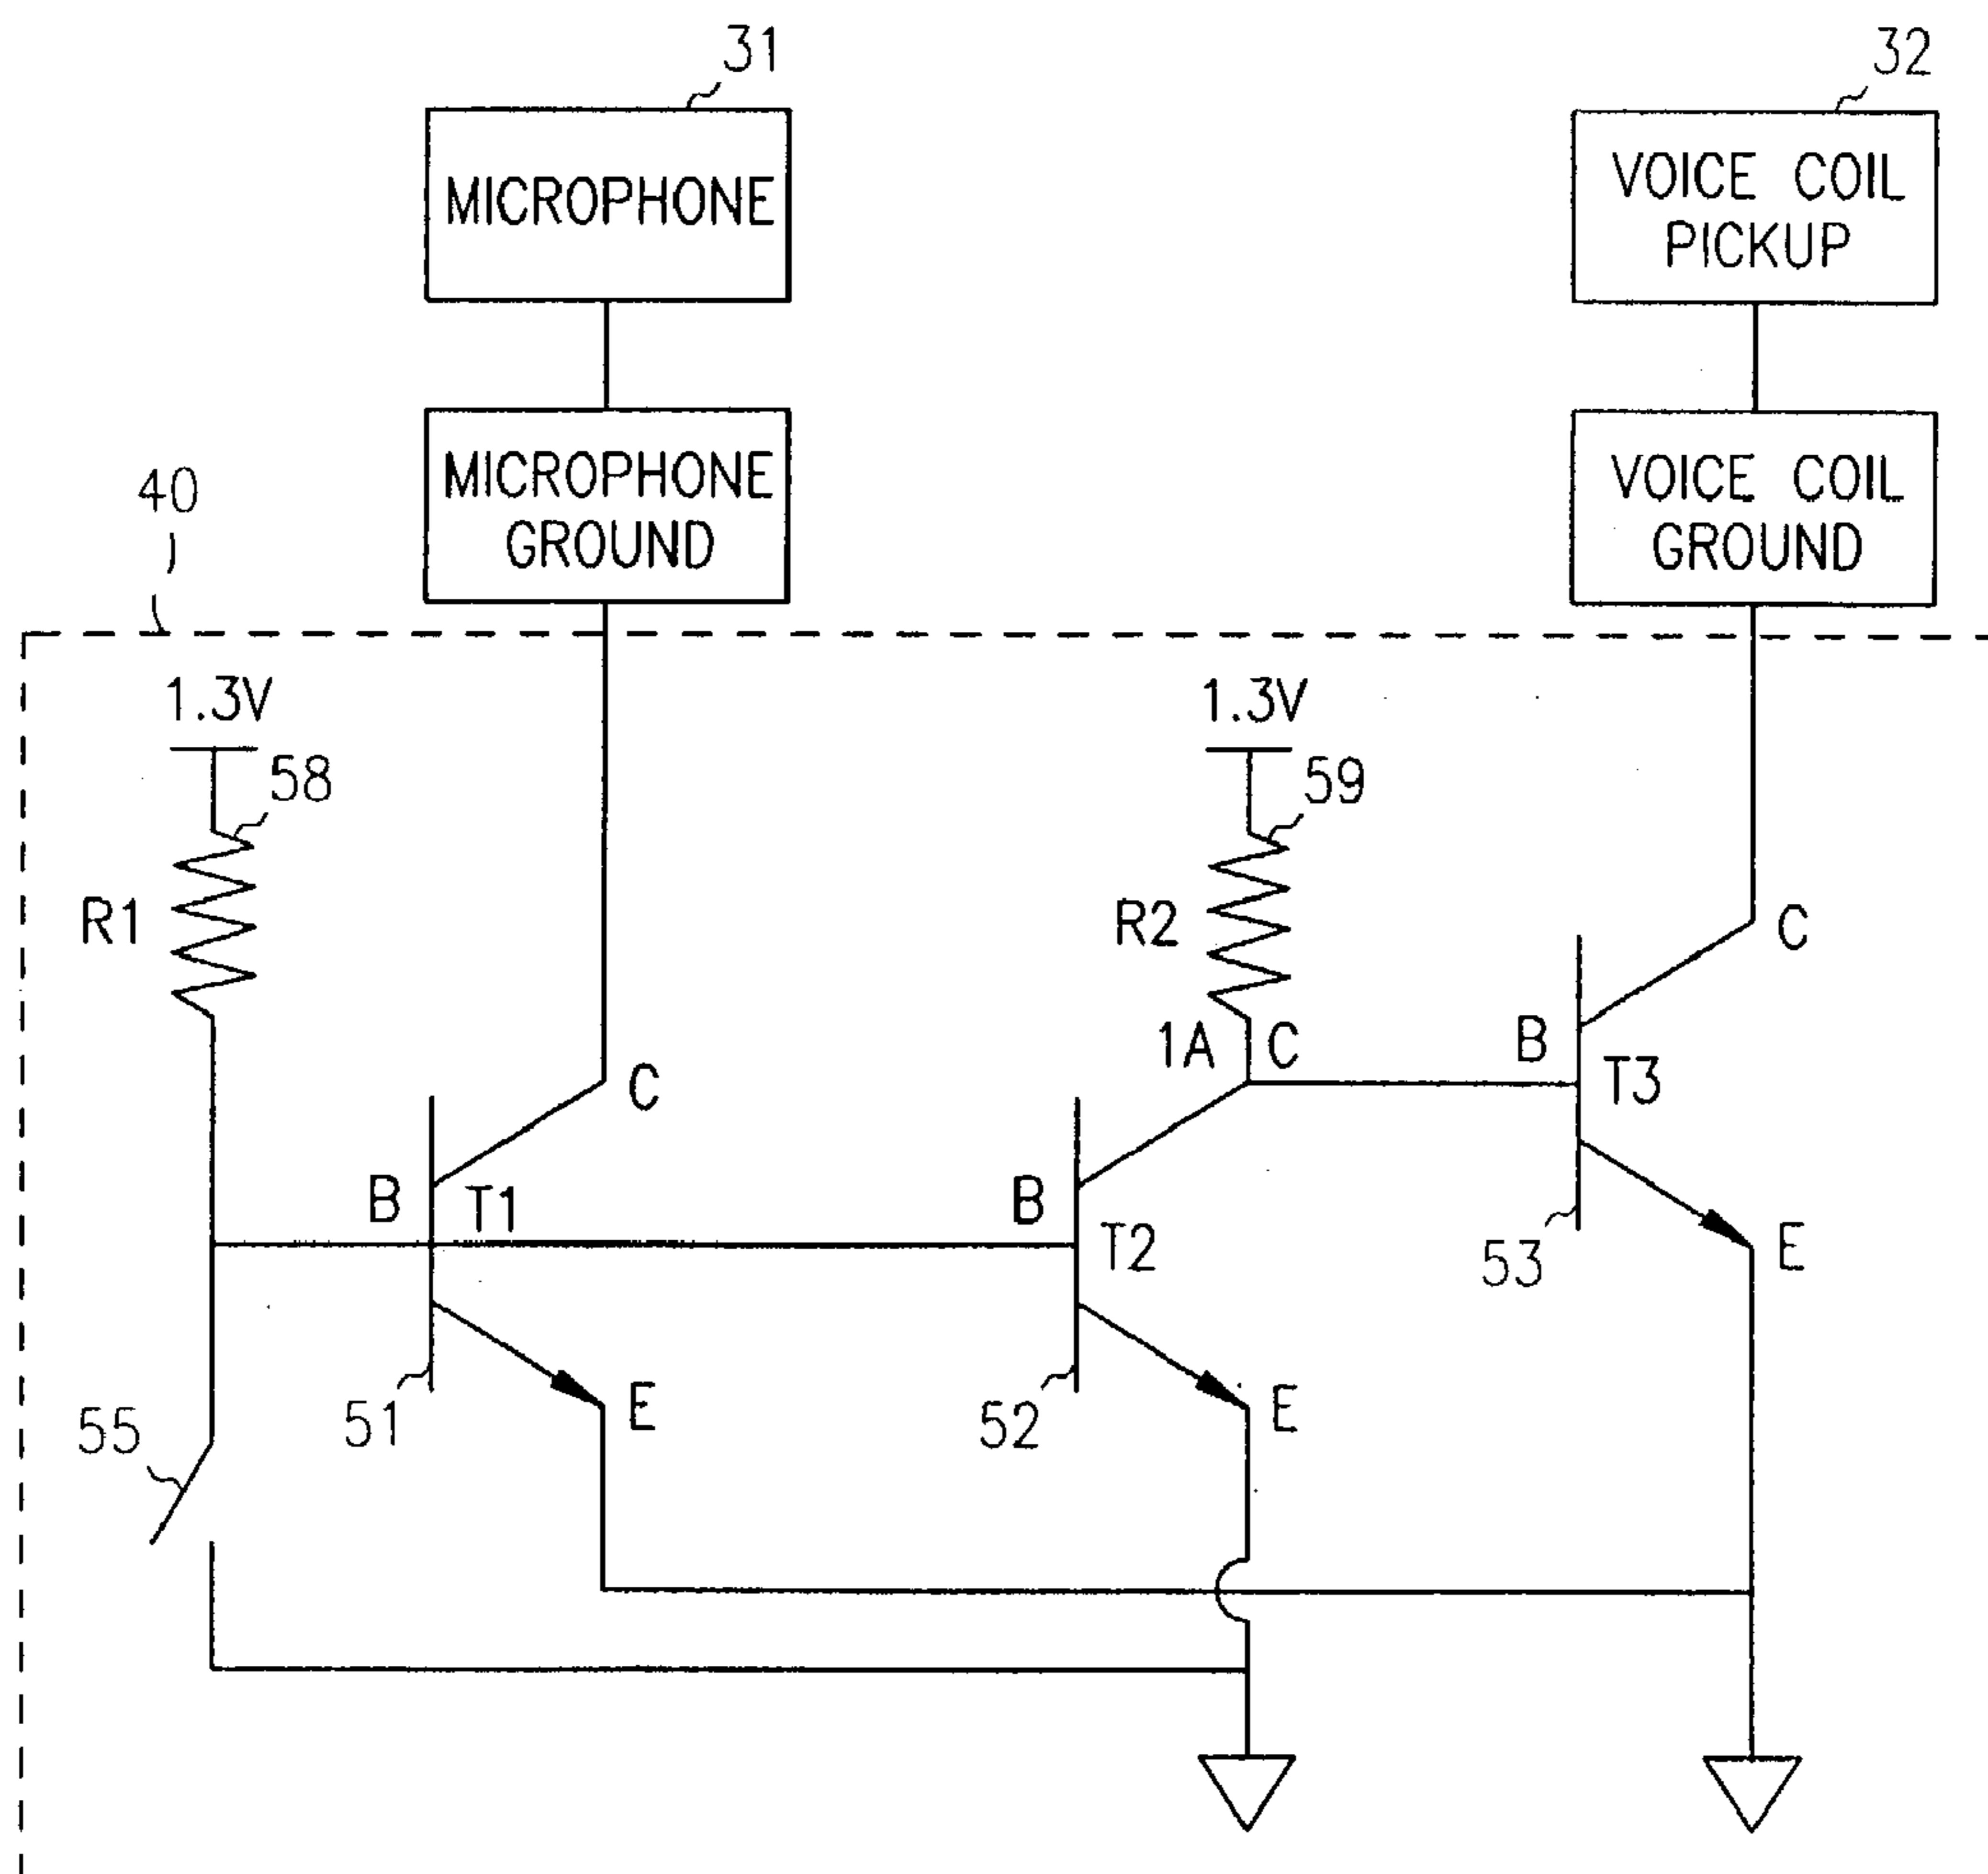 31
32
MICROPHONE
VOICE COIL
PICKUP
MICROPHONE
GROUND
VOICE COIL
GROUND
40
1.3V
1.3V
58
59
R1
R2
C
1A C
B
T3
C
B
T1
B
T2
53
E
55
51
E
52
E